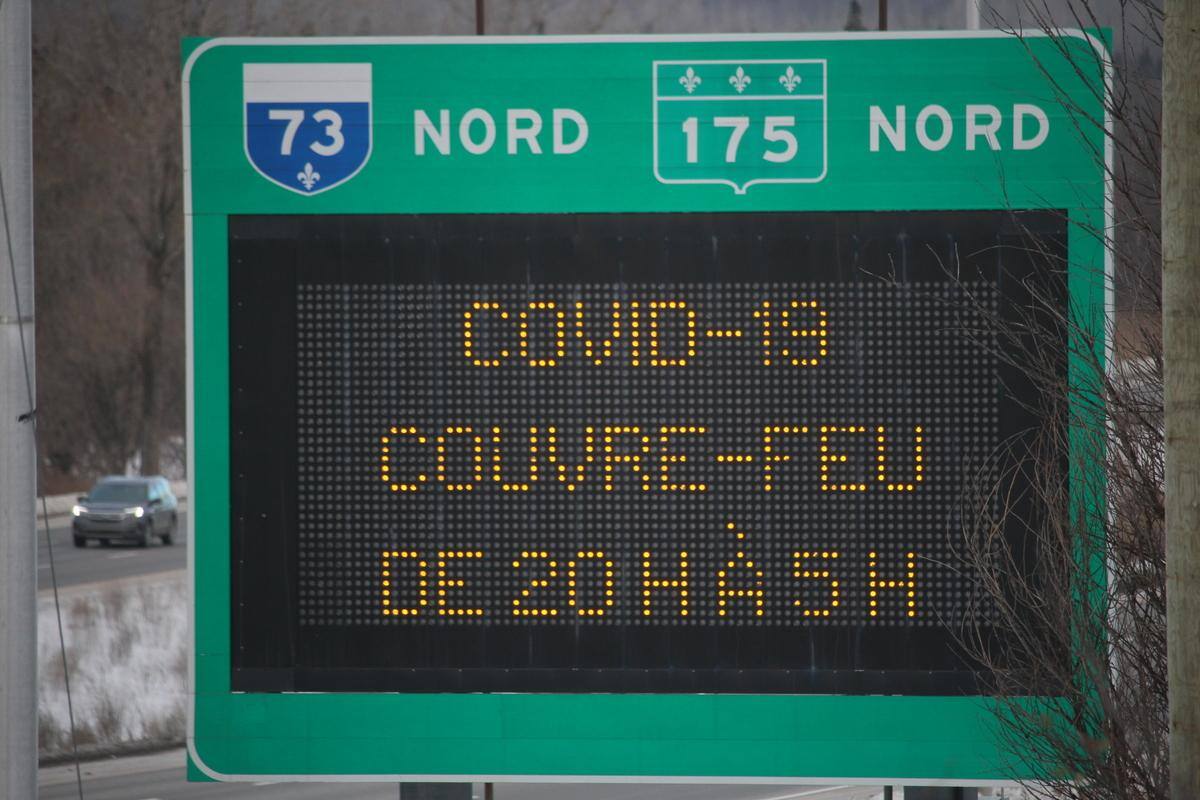 73 NORD 175 NORD
COVID-19
COUVRE-FEU
DE 20 H À 5 H